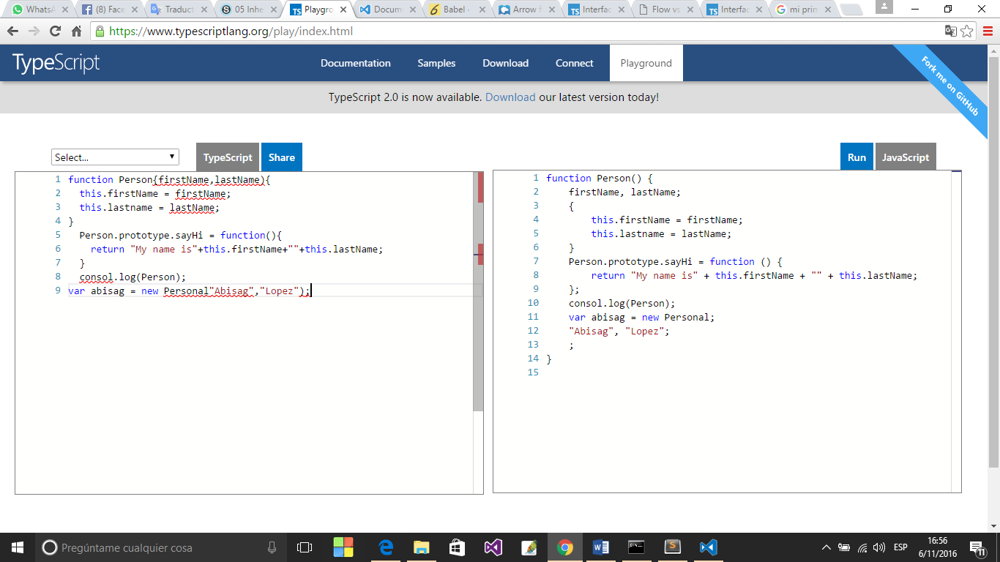 WhatsA
(8) Face
Traduct
05 Inhe
Playgro
Docum
Babel
Arrow f
Interfac
Flow vs
Interfac
mi prim
https://www.typescriptlang.org/play/index.html
TypeScript
Documentation
Samples
Download
Connect
Playground
Fork me on GitHub
TypeScript 2.0 is now available. Download our latest version today!
Select...
TypeScript
Share
Run
JavaScript
1 function Person{firstName,lastName){
2 this.firstName = firstName;
3 this.lastname = lastName;
4 }
5 Person.prototype.sayHi = function(){
6 return "My name is"+this.firstName+""+this.lastName;
7 }
8 consol.log(Person);
9 var abisag = new Personal"Abisag","Lopez");
1 function Person() {
2 firstName, lastName;
3 {
4 this.firstName = firstName;
5 this.lastname = lastName;
6 }
7 Person.prototype.sayHi = function () {
8 return "My name is" + this.firstName + "" + this.lastName;
9 };
10 consol.log(Person);
11 var abisag = new Personal;
12 "Abisag", "Lopez";
13 ;
14 }
15
Pregúntame cualquier cosa
ESP
16:56
6/11/2016
11